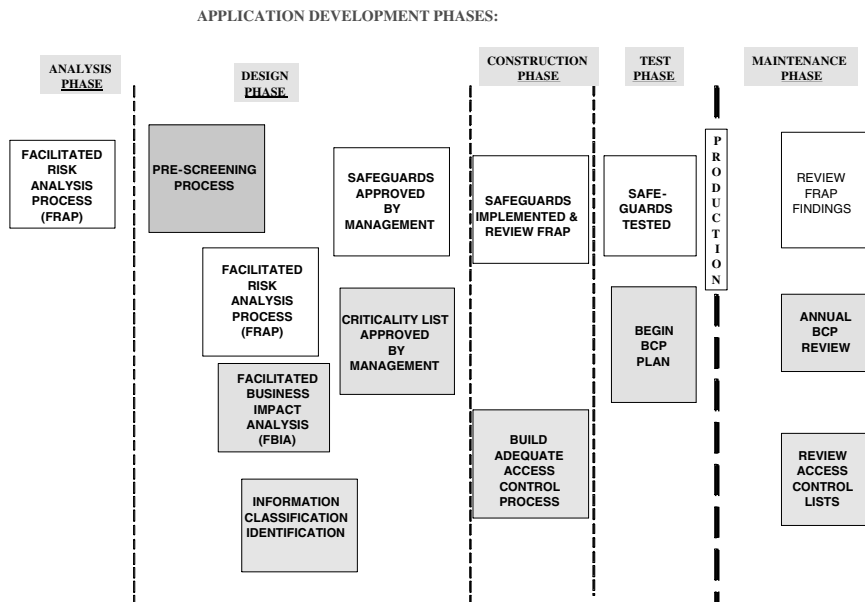 APPLICATION DEVELOPMENT PHASES:
ANALYSIS
PHASE
DESIGN
PHASE
CONSTRUCTION
PHASE
TEST
PHASE
MAINTENANCE
PHASE
FACILITATED
RISK
ANALYSIS
PROCESS
(FRAP)
PRE-SCREENING
PROCESS
FACILITATED
RISK
ANALYSIS
PROCESS
(FRAP)
FACILITATED
BUSINESS
IMPACT
ANALYSIS
(FBIA)
INFORMATION
CLASSIFICATION
IDENTIFICATION
SAFEGUARDS
APPROVED
BY
MANAGEMENT
CRITICALITY LIST
APPROVED
BY
MANAGEMENT
SAFEGUARDS
IMPLEMENTED &
REVIEW FRAP
BUILD
ADEQUATE
ACCESS
CONTROL
PROCESS
SAFE-
GUARDS
TESTED
BEGIN
BCP
PLAN
P
R
O
D
U
C
T
I
O
N
REVIEW
FRAP
FINDINGS
ANNUAL
BCP
REVIEW
REVIEW
ACCESS
CONTROL
LISTS